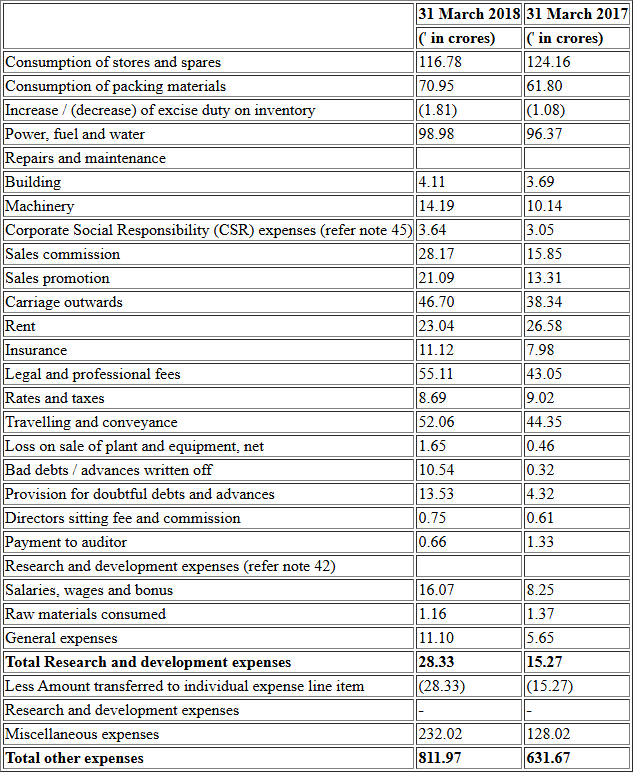 31 March 2018 31 March 2017
(' in crores) (' in crores)
Consumption of stores and spares 116.78 124.16
Consumption of packing materials 70.95 61.80
Increase / (decrease) of excise duty on inventory (1.81) (1.08)
Power, fuel and water 98.98 96.37
Repairs and maintenance
Building 4.11 3.69
Machinery 14.19 10.14
Corporate Social Responsibility (CSR) expenses (refer note 45) 3.64 3.05
Sales commission 28.17 15.85
Sales promotion 21.09 13.31
Carriage outwards 46.70 38.34
Rent 23.04 26.58
Insurance 11.12 7.98
Legal and professional fees 55.11 43.05
Rates and taxes 8.69 9.02
Travelling and conveyance 52.06 44.35
Loss on sale of plant and equipment, net 1.65 0.46
Bad debts / advances written off 10.54 0.32
Provision for doubtful debts and advances 13.53 4.32
Directors sitting fee and commission 0.75 0.61
Payment to auditor 0.66 1.33
Research and development expenses (refer note 42)
Salaries, wages and bonus 16.07 8.25
Raw materials consumed 1.16 1.37
General expenses 11.10 5.65
Total Research and development expenses 28.33 15.27
Less Amount transferred to individual expense line item (28.33) (15.27)
Research and development expenses - -
Miscellaneous expenses 232.02 128.02
Total other expenses 811.97 631.67